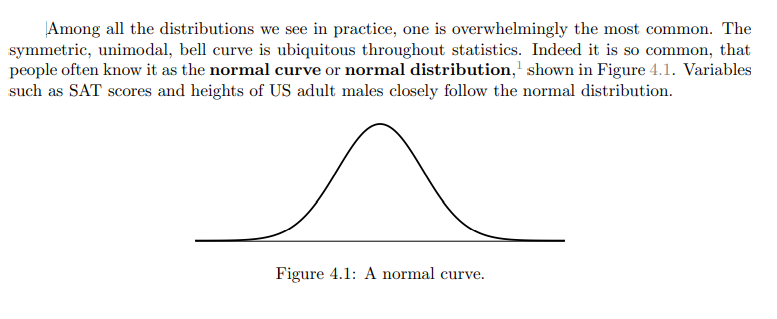 Among all the distributions we see in practice, one is overwhelmingly the most common. The
symmetric, unimodal, bell curve is ubiquitous throughout statistics. Indeed it is so common, that
people often know it as the normal curve or normal distribution,¹ shown in Figure 4.1. Variables
such as SAT scores and heights of US adult males closely follow the normal distribution.
Figure 4.1: A normal curve.